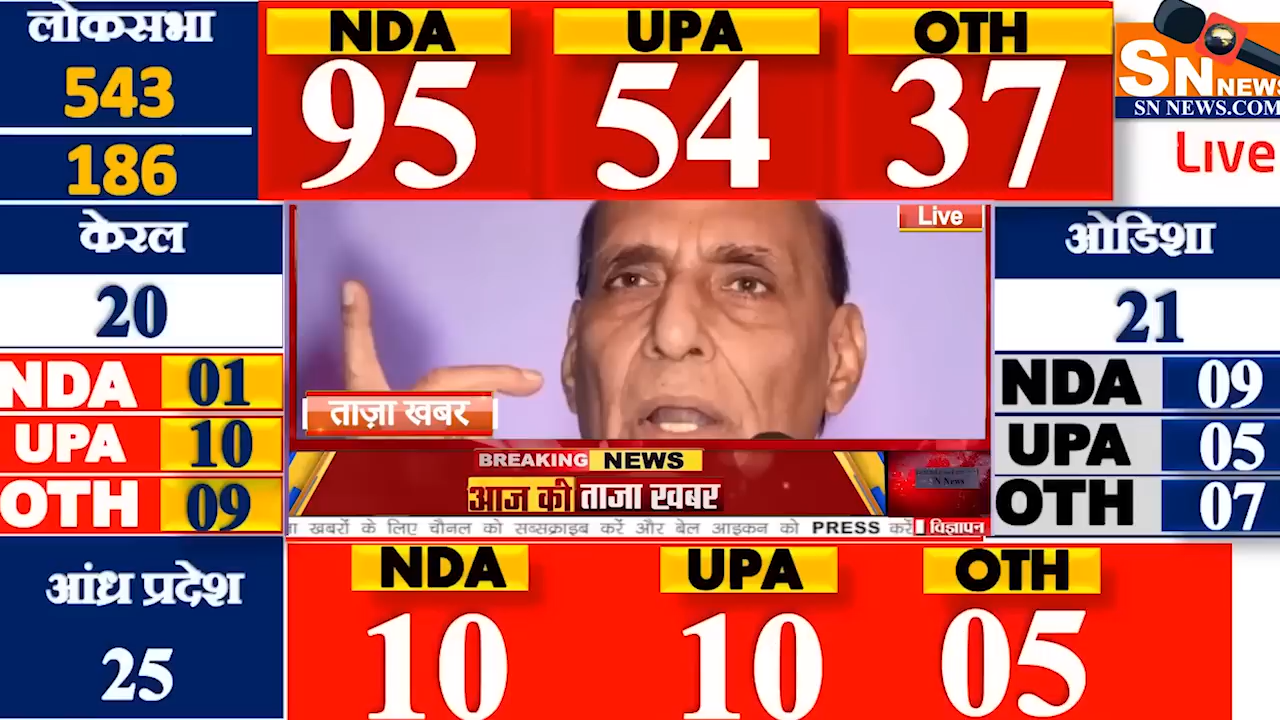 लोकसभा
543
186
NDA
95
UPA
54
OTH
37
SN NEWS
SN NEWS.COM
Live
केरल
20
NDA 01
UPA 10
OTH 09
Live
ताज़ा खबर
BREAKING NEWS
आज की ताजा खबर
N News
खबरों के लिए चौनल को सब्सक्राइब करें और बेल आइकन को PRESS करें
विज्ञापन
ओडिशा
21
NDA 09
UPA 05
OTH 07
आंध्र प्रदेश
25
NDA
10
UPA
10
OTH
05